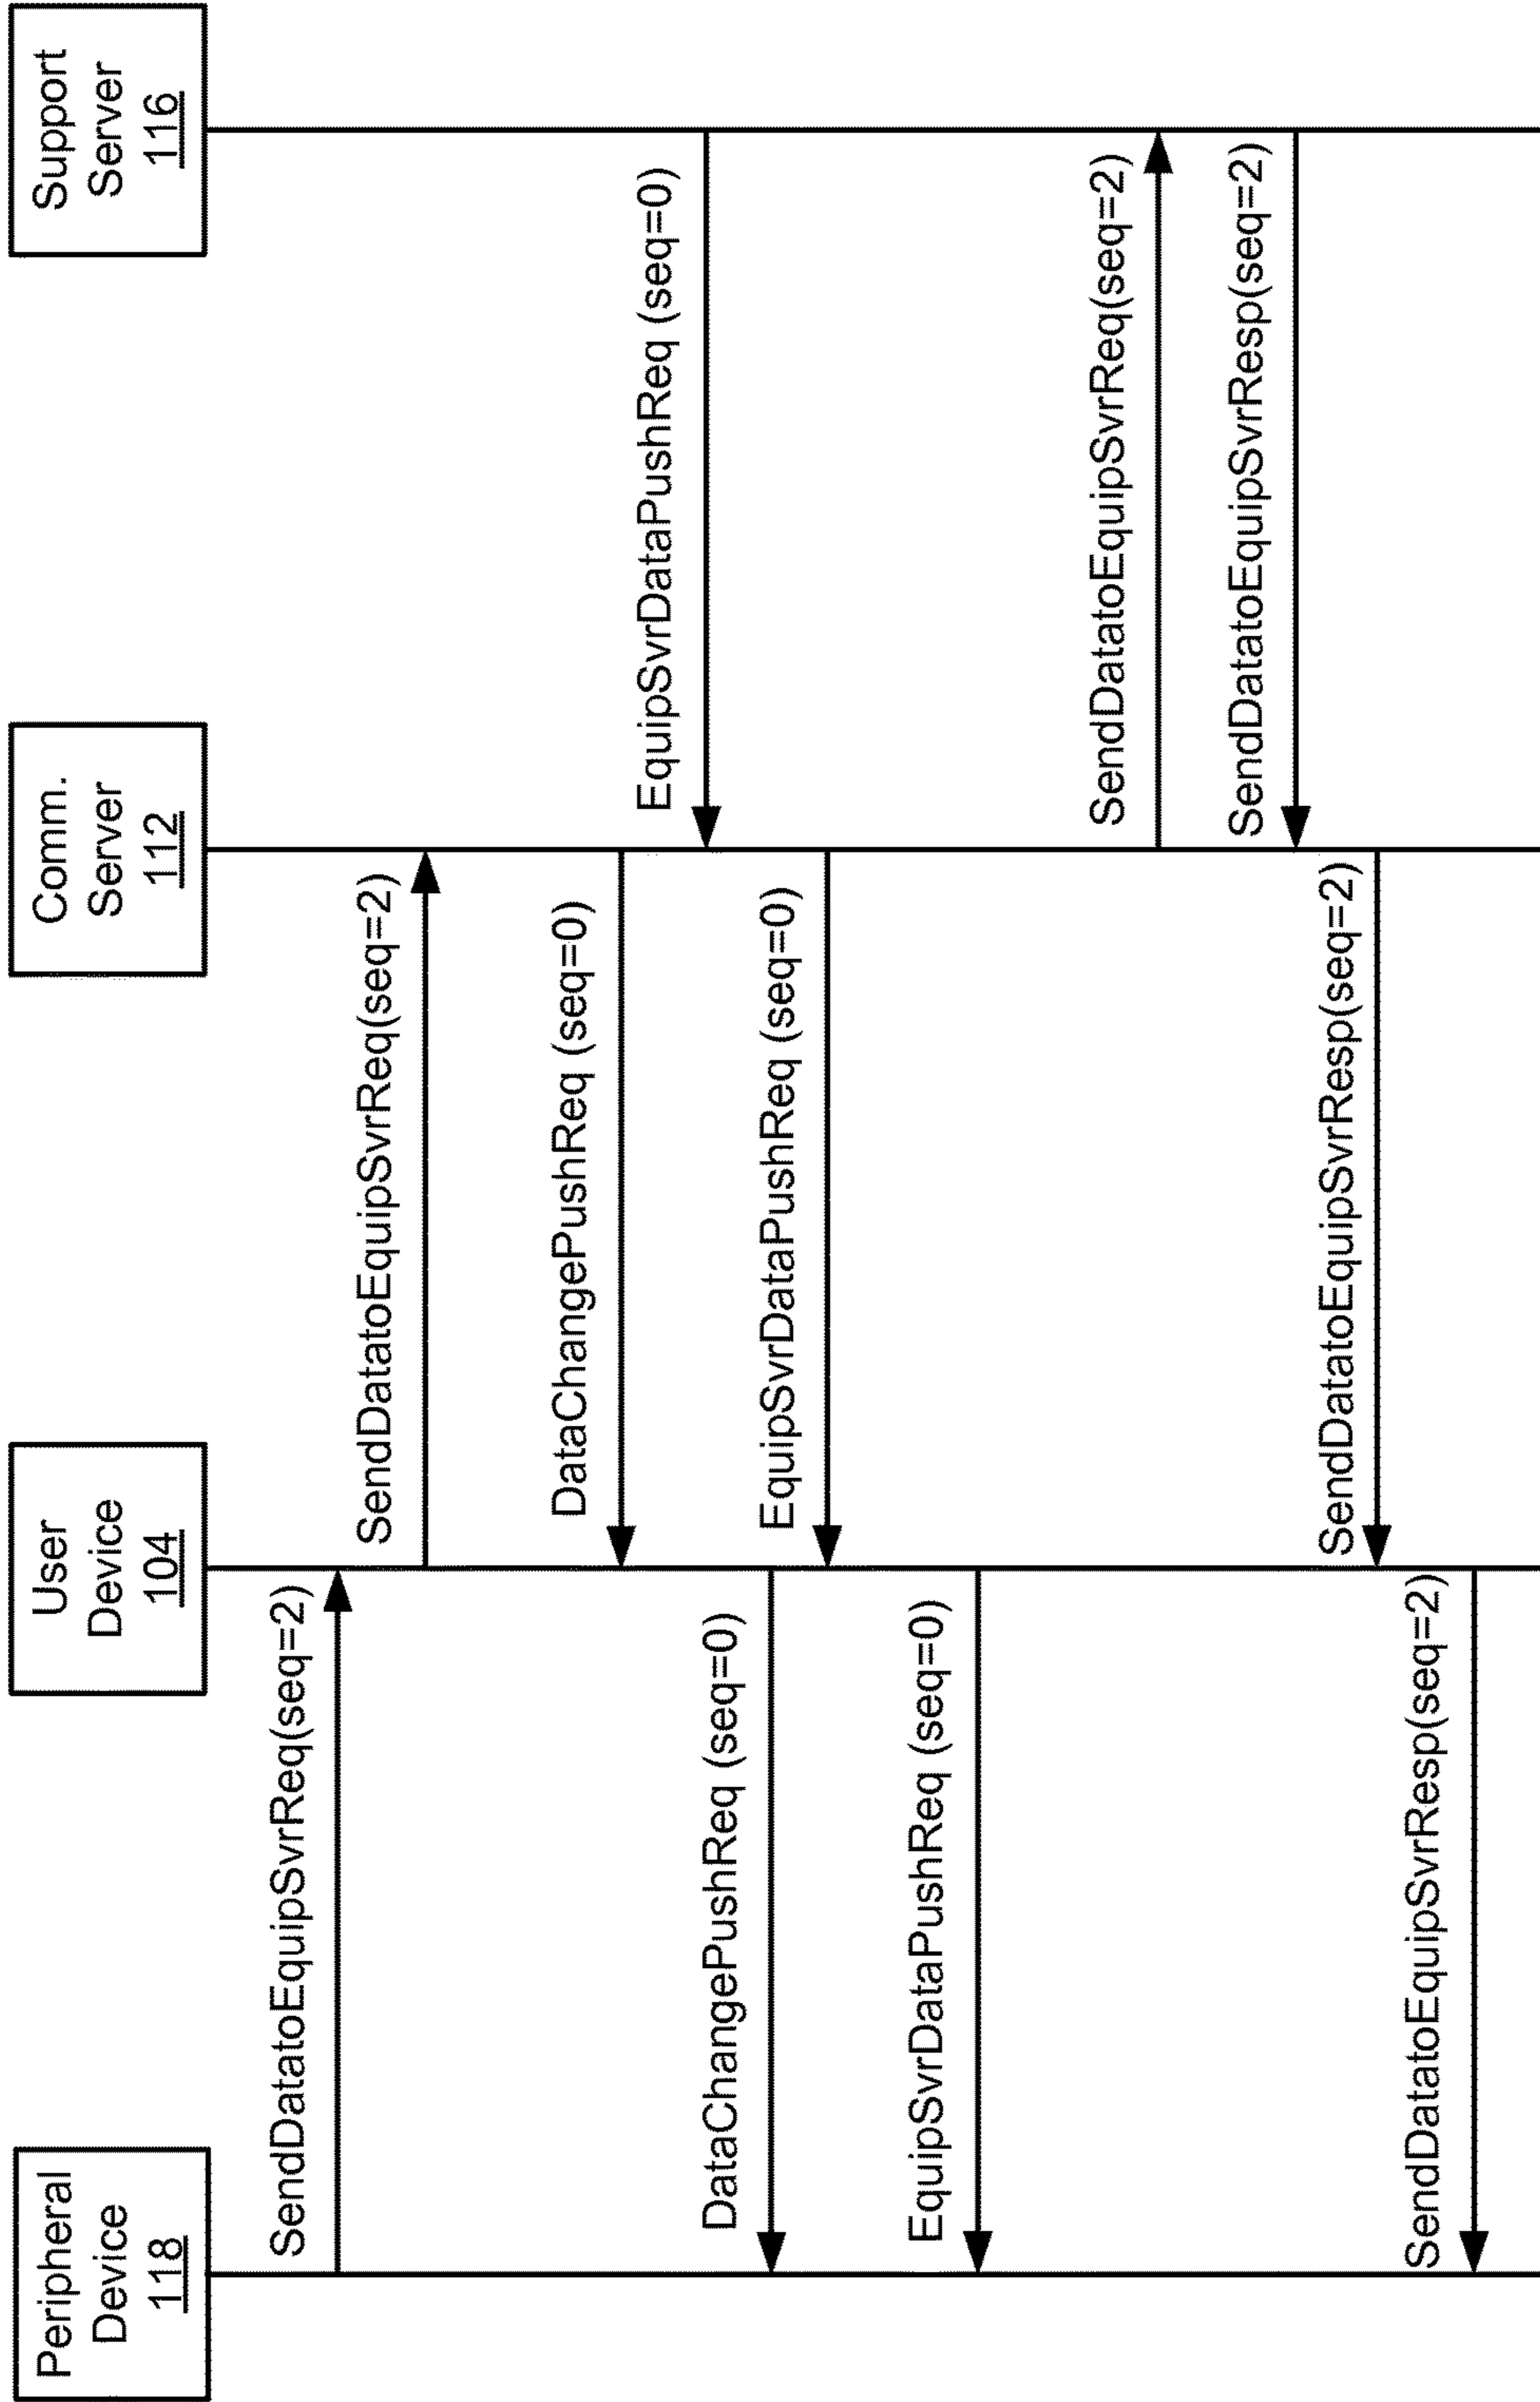 Peripheral
Device
118
User
Device
104
Comm.
Server
112
Support
Server
116
SendDatatoEquipSvrReq(seq=2)
SendDatatoEquipSvrReq(seq=2)
DataChangePushReq (seq=0)
EquipSvrDataPushReq (seq=0)
DataChangePushReq (seq=0)
EquipSvrDataPushReq (seq=0)
EquipSvrDataPushReq (seq=0)
SendDatatoEquipSvrReq(seq=2)
SendDatatoEquipSvrResp(seq=2)
SendDatatoEquipSvrResp(seq=2)
SendDatatoEquipSvrResp(seq=2)